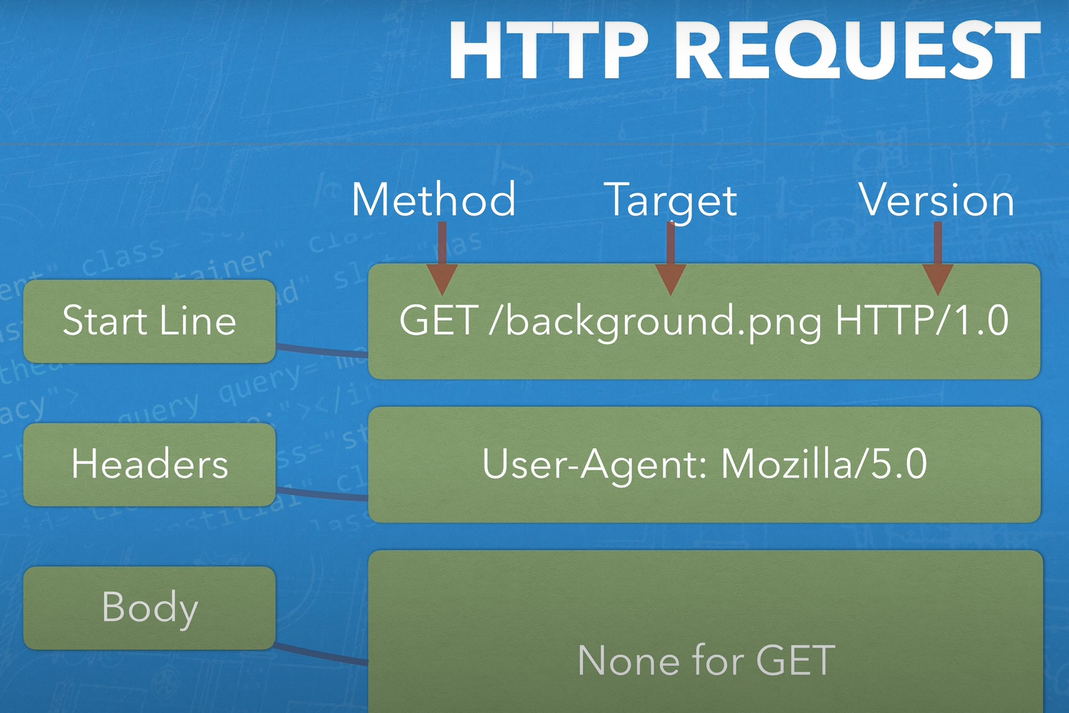 HTTP REQUEST
Method Target Version
Start Line
GET /background.png HTTP/1.0
Headers
User-Agent: Mozilla/5.0
Body
None for GET